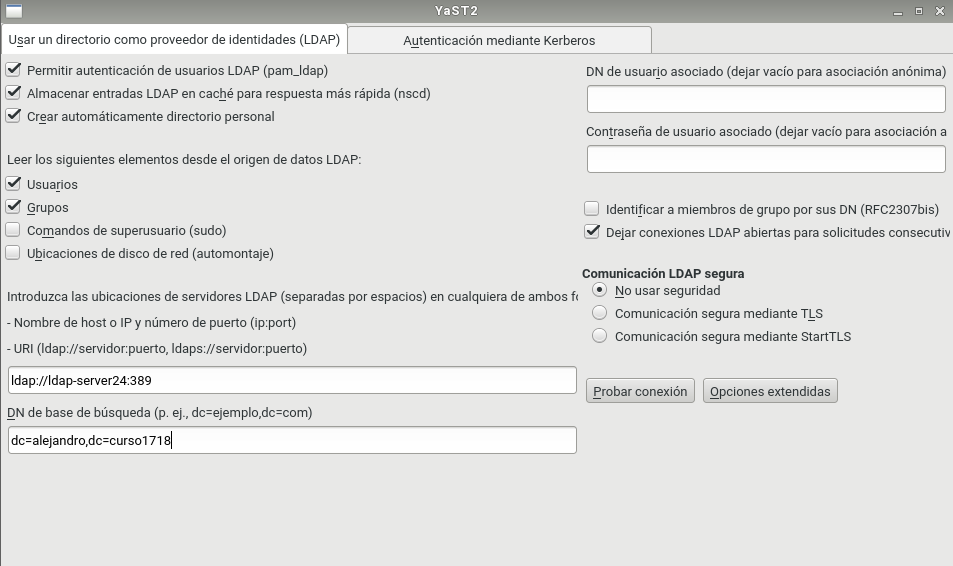 YaST2
Usar un directorio como proveedor de identidades (LDAP)
Autenticación mediante Kerberos
Permitir autenticación de usuarios LDAP (pam_ldap)
Almacenar entradas LDAP en caché para respuesta más rápida (nscd)
Crear automáticamente directorio personal
Leer los siguientes elementos desde el origen de datos LDAP:
Usuarios
Grupos
Comandos de superusuario (sudo)
Ubicaciones de disco de red (automontaje)
Introduzca las ubicaciones de servidores LDAP (separadas por espacios) en cualquiera de ambos fo
- Nombre de host o IP y número de puerto (ip:port)
- URI (ldap://servidor:puerto, ldaps://servidor:puerto)
ldap://ldap-server24:389
DN de base de búsqueda (p. ej., dc=ejemplo,dc=com)
dc=alejandro,dc=curso1718
DN de usuario asociado (dejar vacío para asociación anónima)
Contraseña de usuario asociado (dejar vacío para asociación a
Identificar a miembros de grupo por sus DN (RFC2307bis)
Dejar conexiones LDAP abiertas para solicitudes consecutiv
Comunicación LDAP segura
No usar seguridad
Comunicación segura mediante TLS
Comunicación segura mediante StartTLS
Probar conexión
Opciones extendidas